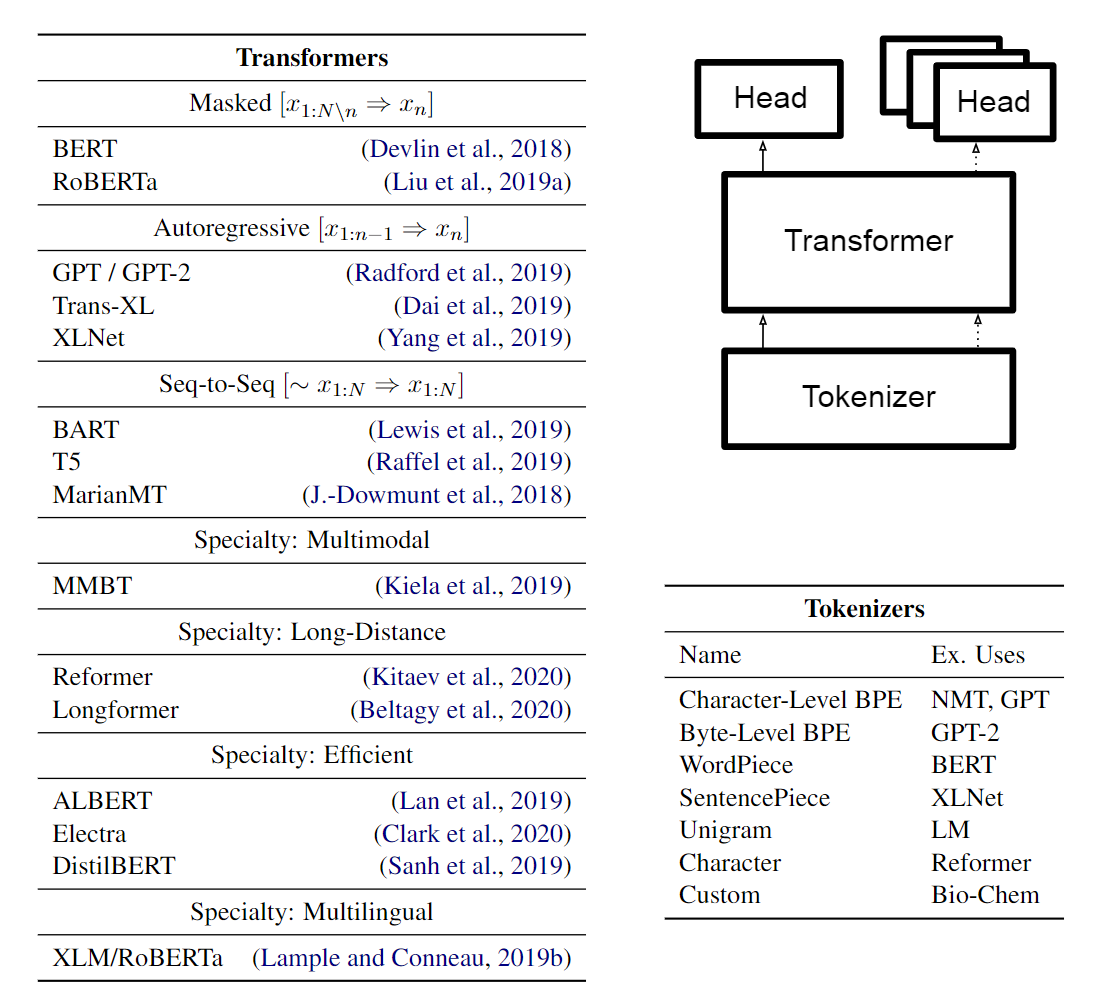 Transformers
Masked [x_{1:N\n} ⇒ x_n]
BERT (Devlin et al., 2018)
RoBERTa (Liu et al., 2019a)
Autoregressive [x_{1:n−1} ⇒ x_n]
GPT / GPT-2 (Radford et al., 2019)
Trans-XL (Dai et al., 2019)
XLNet (Yang et al., 2019)
Seq-to-Seq [∼ x_{1:N} ⇒ x_{1:N}]
BART (Lewis et al., 2019)
T5 (Raffel et al., 2019)
MarianMT (J.-Dowmunt et al., 2018)
Specialty: Multimodal
MMBT (Kiela et al., 2019)
Specialty: Long-Distance
Reformer (Kitaev et al., 2020)
Longformer (Beltagy et al., 2020)
Specialty: Efficient
ALBERT (Lan et al., 2019)
Electra (Clark et al., 2020)
DistilBERT (Sanh et al., 2019)
Specialty: Multilingual
XLM/RoBERTa (Lample and Conneau, 2019b)
Head
Head
Transformer
Tokenizer
Tokenizers
Name Ex. Uses
Character-Level BPE NMT, GPT
Byte-Level BPE GPT-2
WordPiece BERT
SentencePiece XLNet
Unigram LM
Character Reformer
Custom Bio-Chem